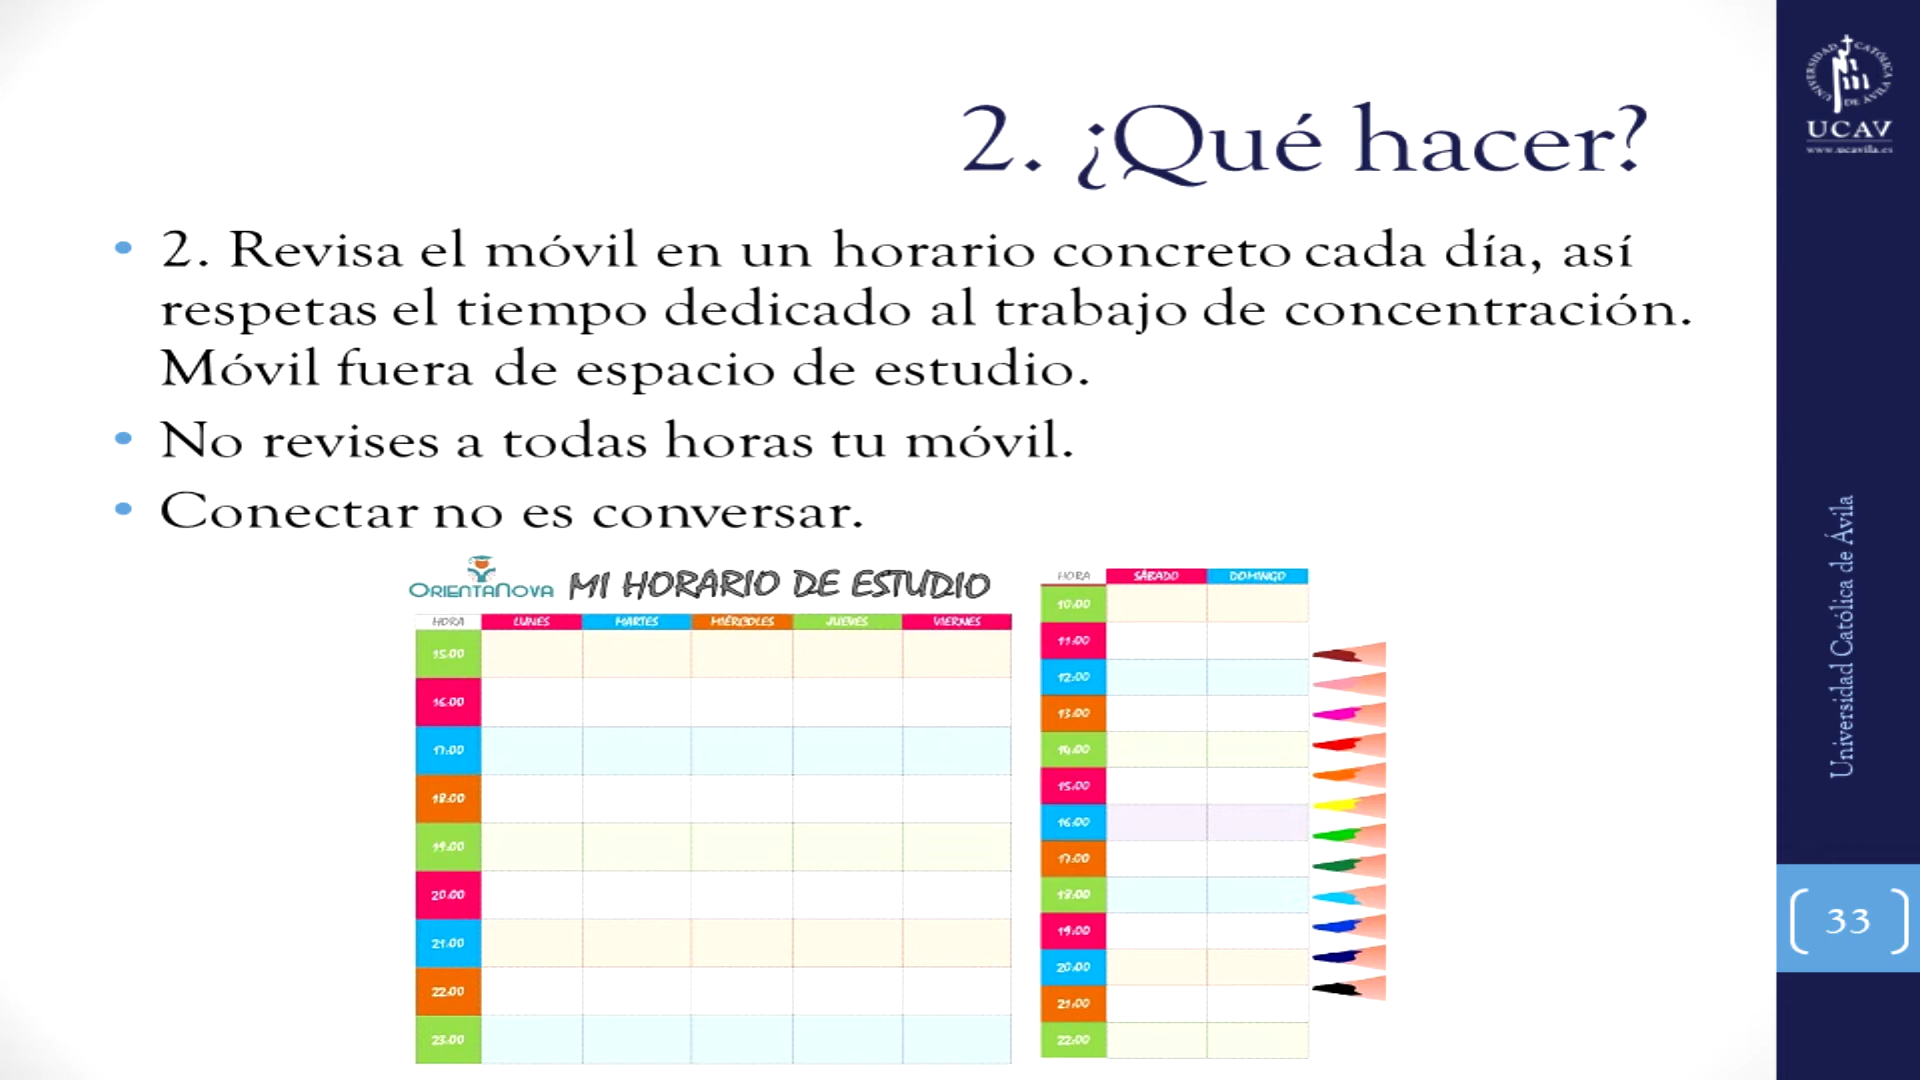 2. ¿Qué hacer?
• 2. Revisa el móvil en un horario concreto cada día, así
respetas el tiempo dedicado al trabajo de concentración.
Móvil fuera de espacio de estudio.
• No revises a todas horas tu móvil.
• Conectar no es conversar.
ORIENTANOVA MI HORARIO DE ESTUDIO
HORA LUNES MARTES MIÉRCOLES JUEVES VIERNES
15:00
16:00
17:00
18:00
19:00
20:00
21:00
22:00
23:00
HORA SÁBADO DOMINGO
10:00
11:00
12:00
13:00
14:00
15:00
16:00
17:00
18:00
19:00
20:00
21:00
22:00
UNIVERSIDAD CATÓLICA DE ÁVILA
UCAV
www.ucavila.es
Universidad Católica de Ávila
33